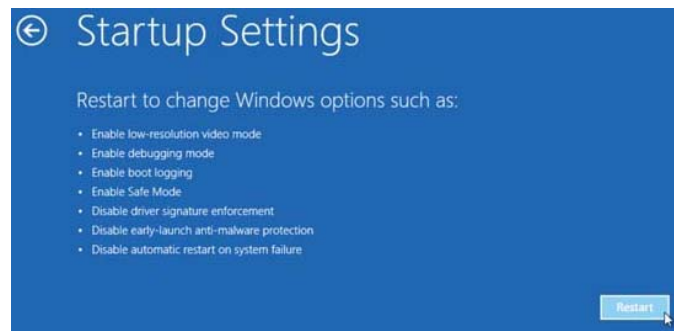 Startup Settings
Restart to change Windows options such as:
• Enable low-resolution video mode
• Enable debugging mode
• Enable boot logging
• Enable Safe Mode
• Disable driver signature enforcement
• Disable early-launch anti-malware protection
• Disable automatic restart on system failure
Restart